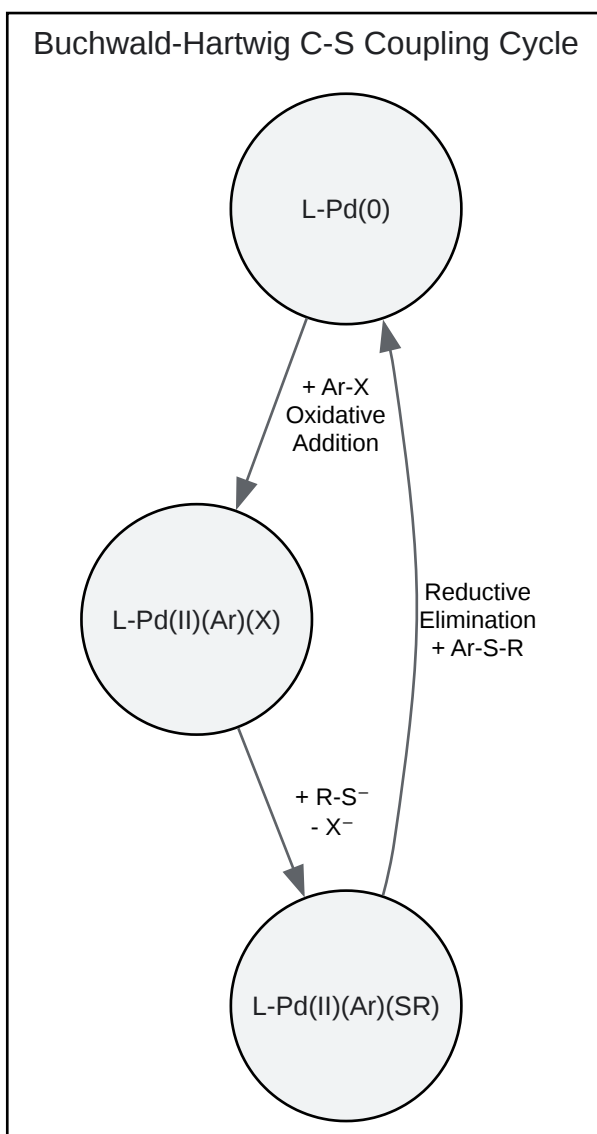 Buchwald-Hartwig C-S Coupling Cycle
L-Pd(0)
+ Ar-X
Oxidative
Addition
L-Pd(II)(Ar)(X)
Reductive
Elimination
+ Ar-S-R
+ R-S⁻
- X⁻
L-Pd(II)(Ar)(SR)